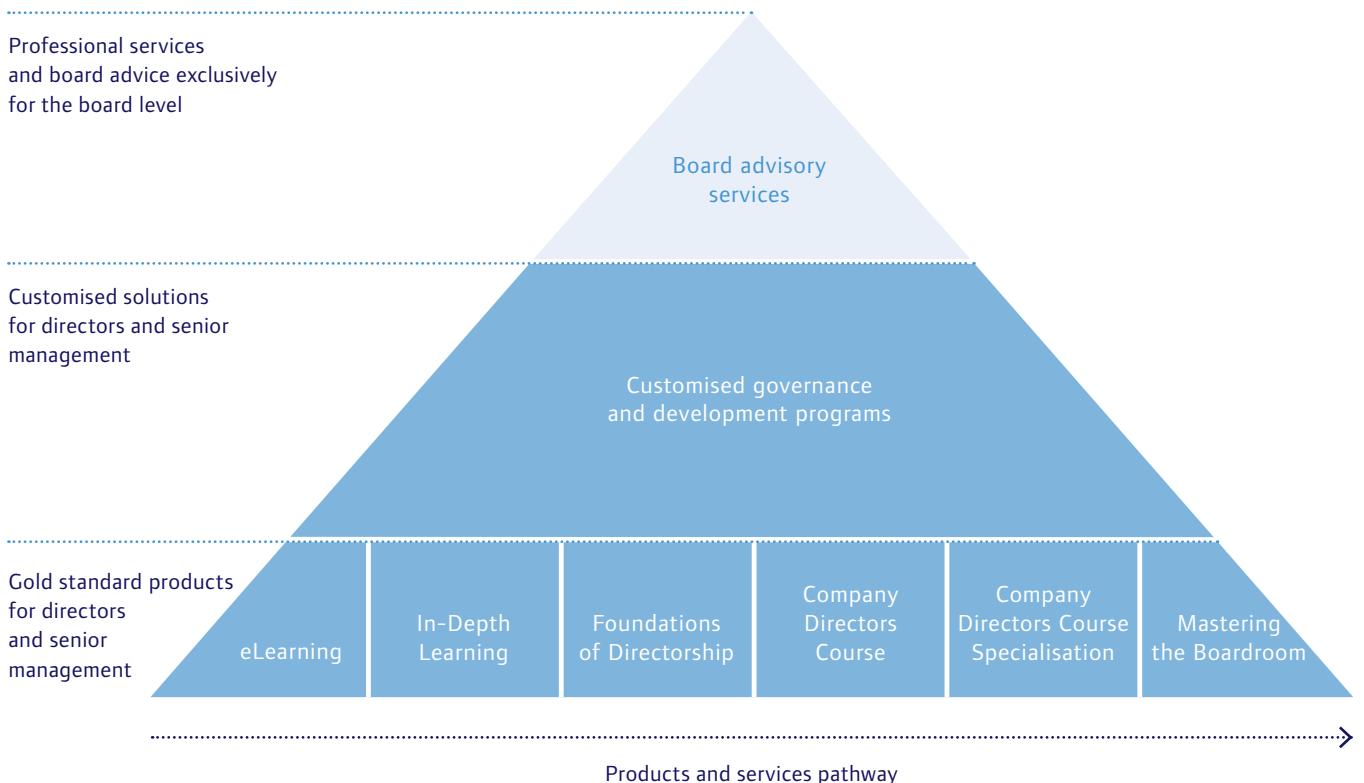 Professional services
and board advice exclusively
for the board level
Board advisory
services
Customised solutions
for directors and senior
management
Customised governance
and development programs
Gold standard products
for directors
and senior
management
eLearning
In-Depth
Learning
Foundations
of Directorship
Company
Directors
Course
Company
Directors Course
Specialisation
Mastering
the Boardroom
Products and services pathway